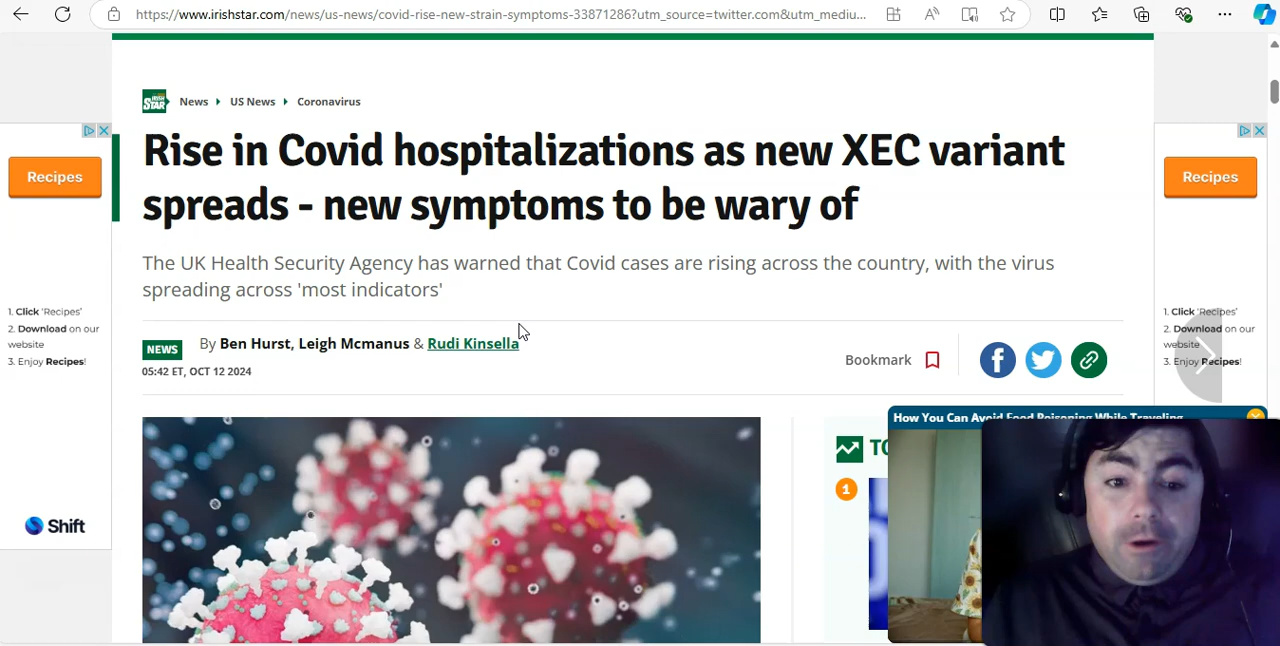 https://www.irishstar.com/news/us-news/covid-rise-new-strain-symptoms-33871286?utm_source=twitter.com&utm_mediu...
IRISH STAR News US News Coronavirus
Rise in Covid hospitalizations as new XEC variant
spreads - new symptoms to be wary of
The UK Health Security Agency has warned that Covid cases are rising across the country, with the virus
spreading across 'most indicators'
NEWS By Ben Hurst, Leigh Mcmanus & Rudi Kinsella
05:42 ET, OCT 12 2024
Bookmark
Recipes
1. Click 'Recipes'
2. Download on our
website
3. Enjoy Recipes!
Shift
Recipes
1. Click 'Recipes'
2. Download on our
website
3. Enjoy Recipes!
1
How You Can Avoid Food Poisoning While Traveling